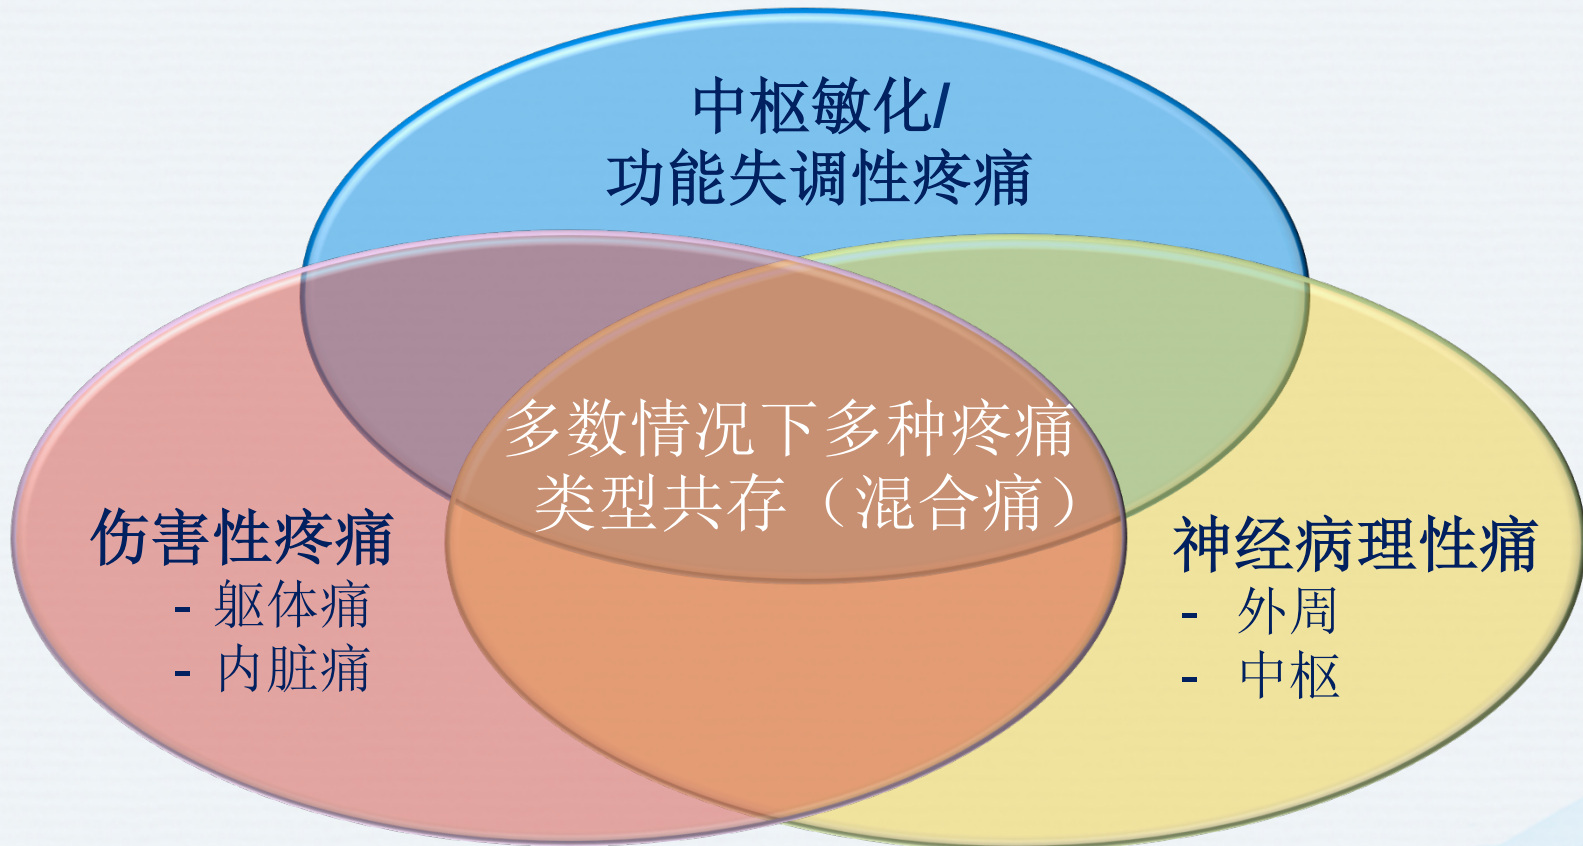 中枢敏化/
功能失调性疼痛
多数情况下多种疼痛
类型共存（混合痛）
伤害性疼痛
- 躯体痛
- 内脏痛
神经病理性痛
- 外周
- 中枢